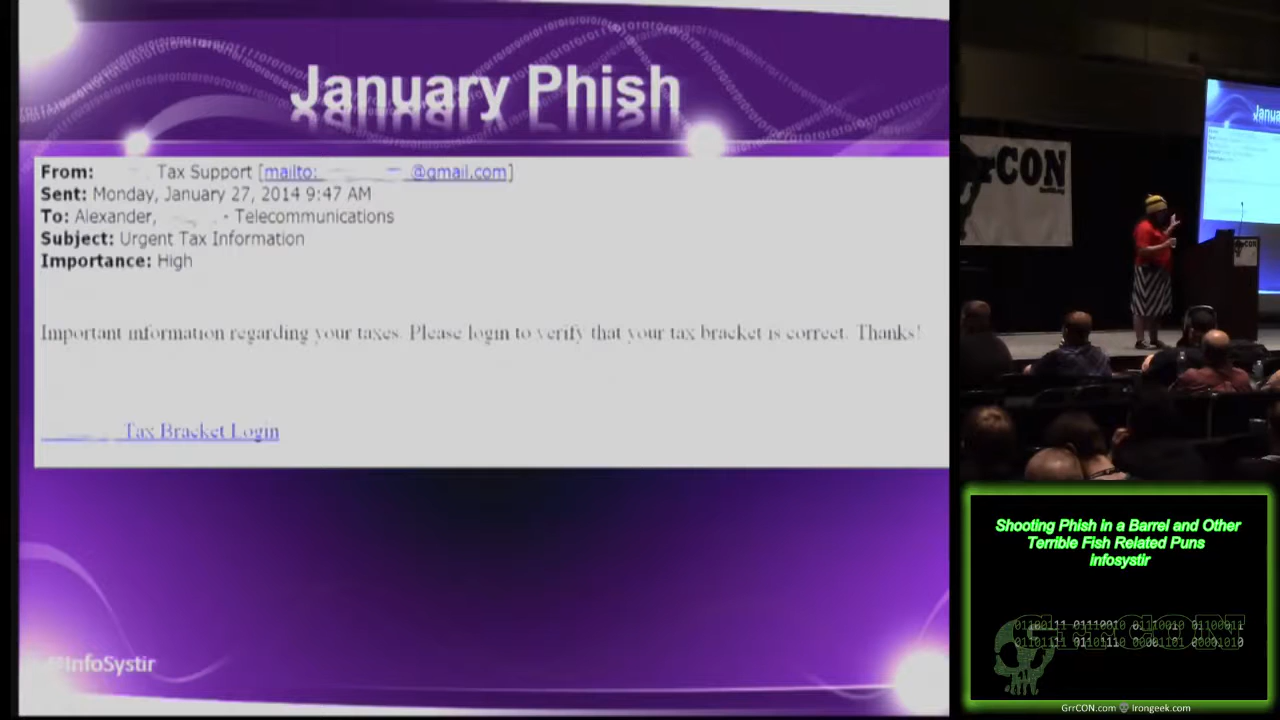 January Phish
From: Tax Support [mailto: @gmail.com]
Sent: Monday, January 27, 2014 9:47 AM
To: Alexander, - Telecommunications
Subject: Urgent Tax Information
Importance: High
Important information regarding your taxes. Please login to verify that your tax bracket is correct. Thanks!
Tax Bracket Login
@InfoSystir
rCON
Janua
Shooting Phish in a Barrel and Other
Terrible Fish Related Puns
infosystir
GrrCON
GrrCON.com Irongeek.com